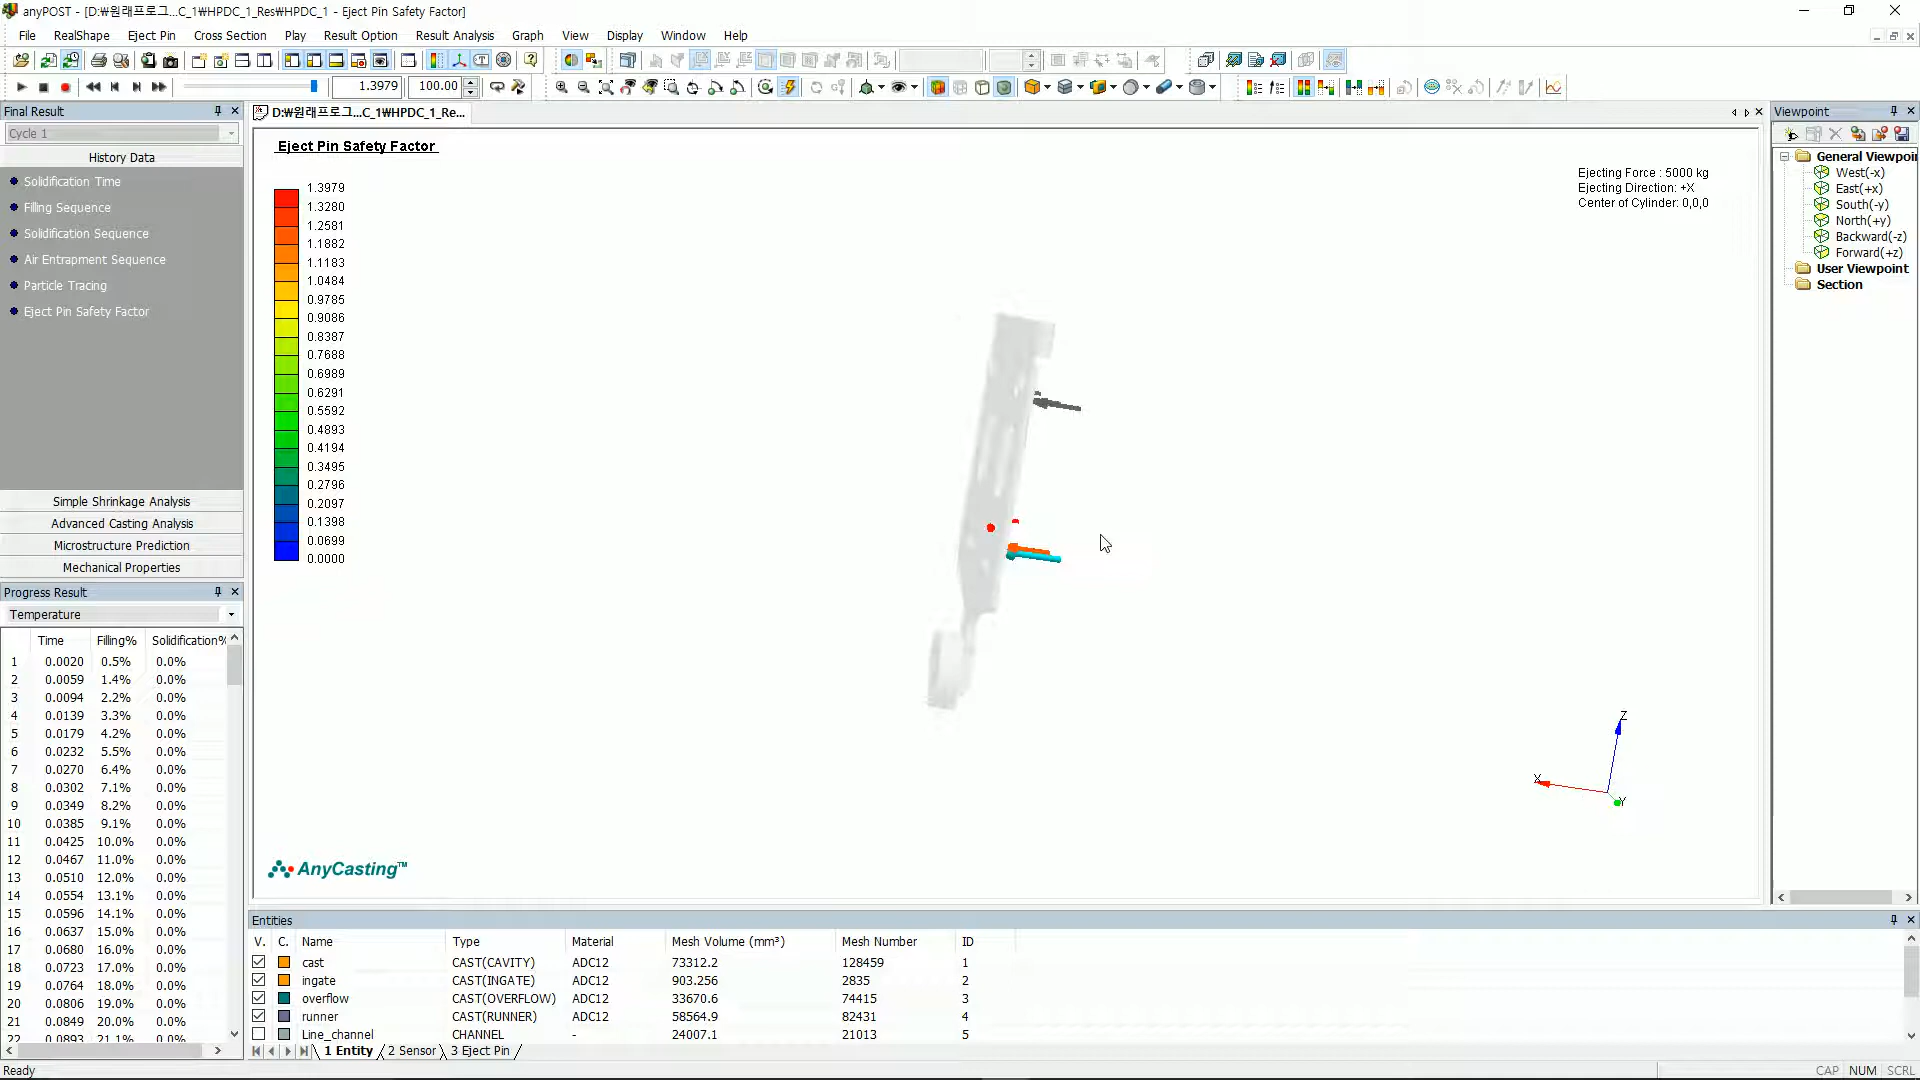 anyPOST - [D:₩원래프로그...C_1₩HPDC_1_Res₩HPDC_1 - Eject Pin Safety Factor]
File RealShape Eject Pin Cross Section Play Result Option Result Analysis Graph View Display Window Help
1.3979 100.00
Final Result
Cycle 1
History Data
Solidification Time
Filling Sequence
Solidification Sequence
Air Entrapment Sequence
Particle Tracing
Eject Pin Safety Factor
Simple Shrinkage Analysis
Advanced Casting Analysis
Microstructure Prediction
Mechanical Properties
Progress Result
Temperature
Time Filling% Solidification%
1 0.0020 0.5% 0.0%
2 0.0059 1.4% 0.0%
3 0.0094 2.2% 0.0%
4 0.0139 3.3% 0.0%
5 0.0179 4.2% 0.0%
6 0.0232 5.5% 0.0%
7 0.0270 6.4% 0.0%
8 0.0302 7.1% 0.0%
9 0.0349 8.2% 0.0%
10 0.0385 9.1% 0.0%
11 0.0425 10.0% 0.0%
12 0.0467 11.0% 0.0%
13 0.0510 12.0% 0.0%
14 0.0554 13.1% 0.0%
15 0.0596 14.1% 0.0%
16 0.0637 15.0% 0.0%
17 0.0680 16.0% 0.0%
18 0.0723 17.0% 0.0%
19 0.0764 18.0% 0.0%
20 0.0806 19.0% 0.0%
21 0.0849 20.0% 0.0%
22 0.0893 21.1% 0.0%
D:₩원래프로그...C_1₩HPDC_1_Re...
Eject Pin Safety Factor
1.3979
1.3280
1.2581
1.1882
1.1183
1.0484
0.9785
0.9086
0.8387
0.7688
0.6989
0.6291
0.5592
0.4893
0.4194
0.3495
0.2796
0.2097
0.1398
0.0699
0.0000
Ejecting Force : 5000 kg
Ejecting Direction: +X
Center of Cylinder: 0,0,0
Z
X
Y
AnyCasting™
Viewpoint
General Viewpoi
West(-x)
East(+x)
South(-y)
North(+y)
Backward(-z)
Forward(+z)
User Viewpoint
Section
Entities
V. C. Name Type Material Mesh Volume (mm³) Mesh Number ID
cast CAST(CAVITY) ADC12 73312.2 128459 1
ingate CAST(INGATE) ADC12 903.256 2835 2
overflow CAST(OVERFLOW) ADC12 33670.6 74415 3
runner CAST(RUNNER) ADC12 58564.9 82431 4
Line_channel CHANNEL - 24007.1 21013 5
1 Entity 2 Sensor 3 Eject Pin
Ready
CAP NUM SCRL